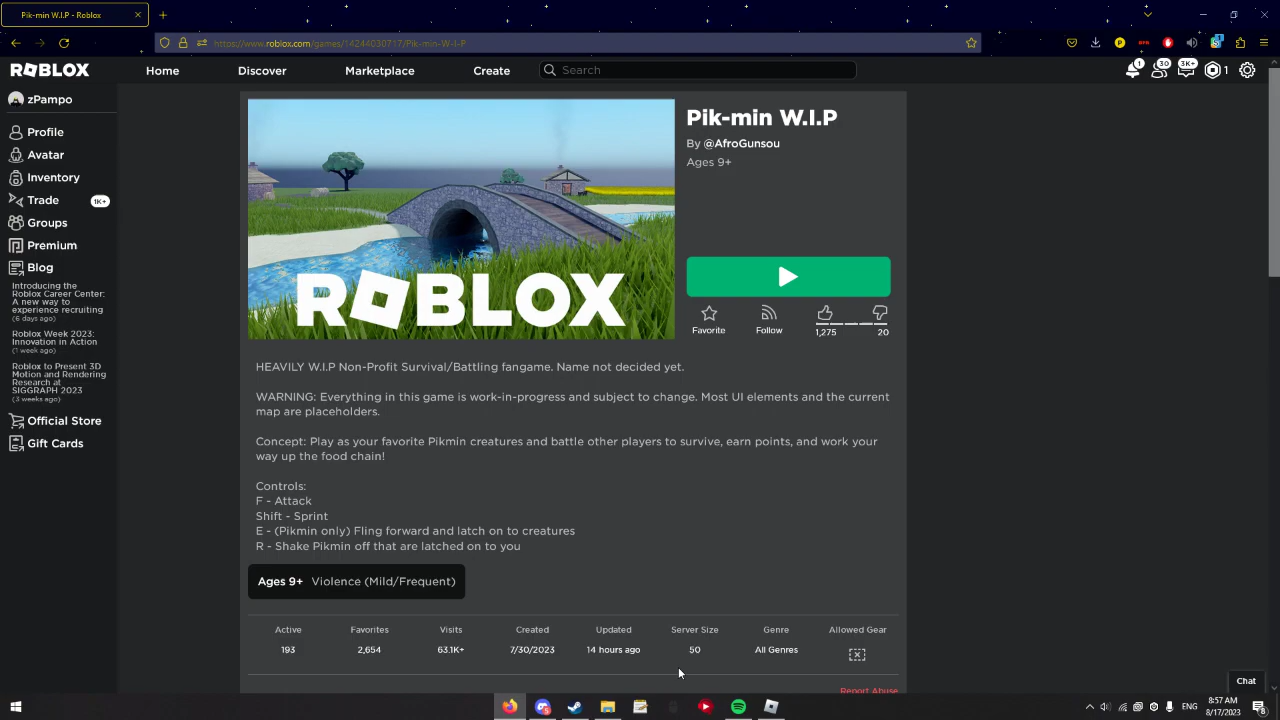 Pik-min W.I.P - Roblox
https://www.roblox.com/games/14244030717/Pik-min-W-I-P
ROBLOX
Home
Discover
Marketplace
Create
Search
1
30
3K+
1
zPampo
Profile
Avatar
Inventory
Trade
1K+
Groups
Premium
Blog
Introducing the
Roblox Career Center:
A new way to
experience recruiting
(6 days ago)
Roblox Week 2023:
Innovation in Action
(1 week ago)
Roblox to Present 3D
Motion and Rendering
Research at
SIGGRAPH 2023
(3 weeks ago)
Official Store
Gift Cards
ROBLOX
Pik-min W.I.P
By @AfroGunsou
Ages 9+
Favorite
Follow
1,275
20
HEAVILY W.I.P Non-Profit Survival/Battling fangame. Name not decided yet.
WARNING: Everything in this game is work-in-progress and subject to change. Most UI elements and the current
map are placeholders.
Concept: Play as your favorite Pikmin creatures and battle other players to survive, earn points, and work your
way up the food chain!
Controls:
F - Attack
Shift - Sprint
E - (Pikmin only) Fling forward and latch on to creatures
R - Shake Pikmin off that are latched on to you
Ages 9+ Violence (Mild/Frequent)
Active Favorites Visits Created Updated Server Size Genre Allowed Gear
193 2,654 63.1K+ 7/30/2023 14 hours ago 50 All Genres
Report Abuse
Chat
ENG
8:57 AM
8/17/2023